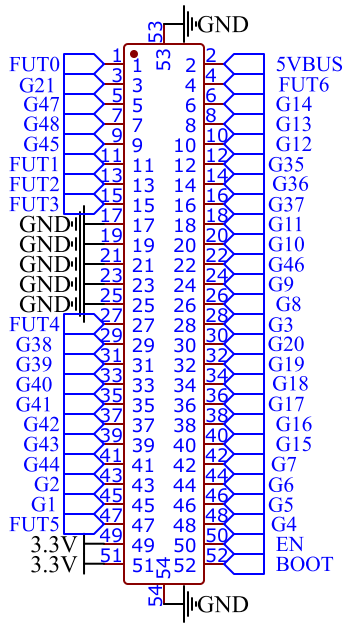 53 GND
53
FUT0 1 1 2 2 5VBUS
G21 3 3 4 4 FUT6
G47 5 5 6 6 G14
G48 7 7 8 8 G13
G45 9 9 10 10 G12
FUT1 11 11 12 12 G35
FUT2 13 13 14 14 G36
FUT3 15 15 16 16 G37
GND 17 17 18 18 G11
GND 19 19 20 20 G10
GND 21 21 22 22 G46
GND 23 23 24 24 G9
GND 25 25 26 26 G8
FUT4 27 27 28 28 G3
G38 29 29 30 30 G20
G39 31 31 32 32 G19
G40 33 33 34 34 G18
G41 35 35 36 36 G17
G42 37 37 38 38 G16
G43 39 39 40 40 G15
G44 41 41 42 42 G7
G2 43 43 44 44 G6
G1 45 45 46 46 G5
FUT5 47 47 48 48 G4
3.3V 49 49 50 50 EN
3.3V 51 51 52 52 BOOT
54
54 GND